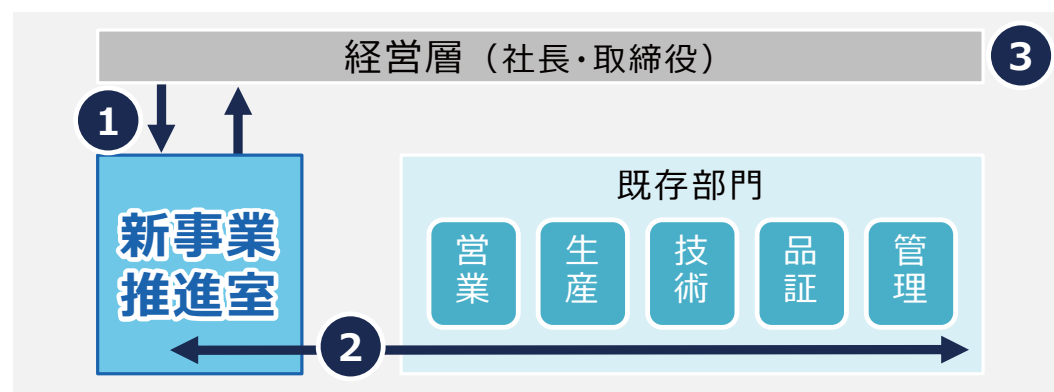 経営層（社長・取締役）
3
1
新事業
推進室
既存部門
営業
生産
技術
品証
管理
2